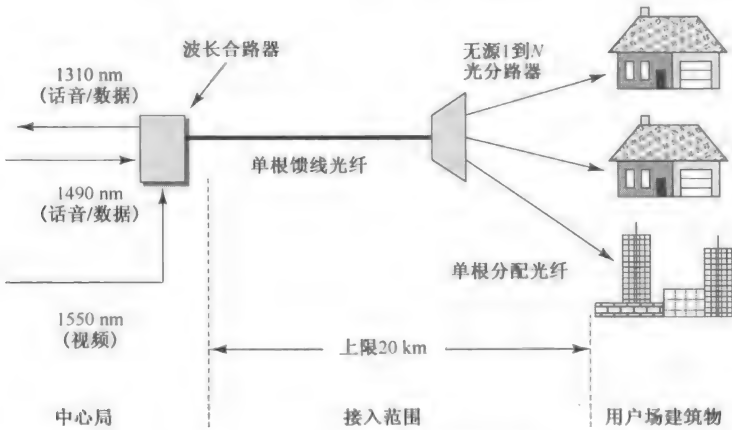 波长合路器
无源1到N
光分路器
1310 nm
(话音/数据)
单根馈线光纤
1490 nm
(话音/数据)
单根分配光纤
1550 nm
(视频)
上限20 km
中心局
接入范围
用户场建筑物